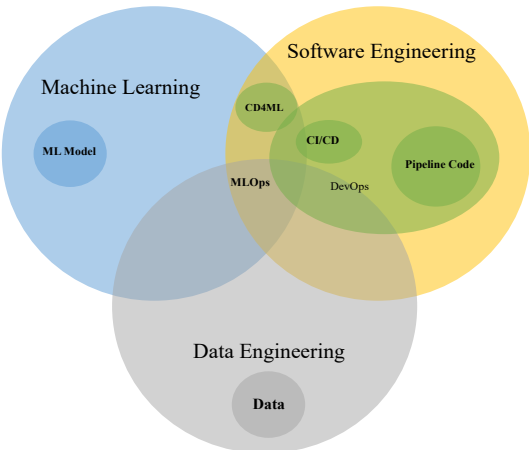 Software Engineering
Machine Learning
CD4ML
CI/CD
ML Model
Pipeline Code
MLOps
DevOps
Data Engineering
Data